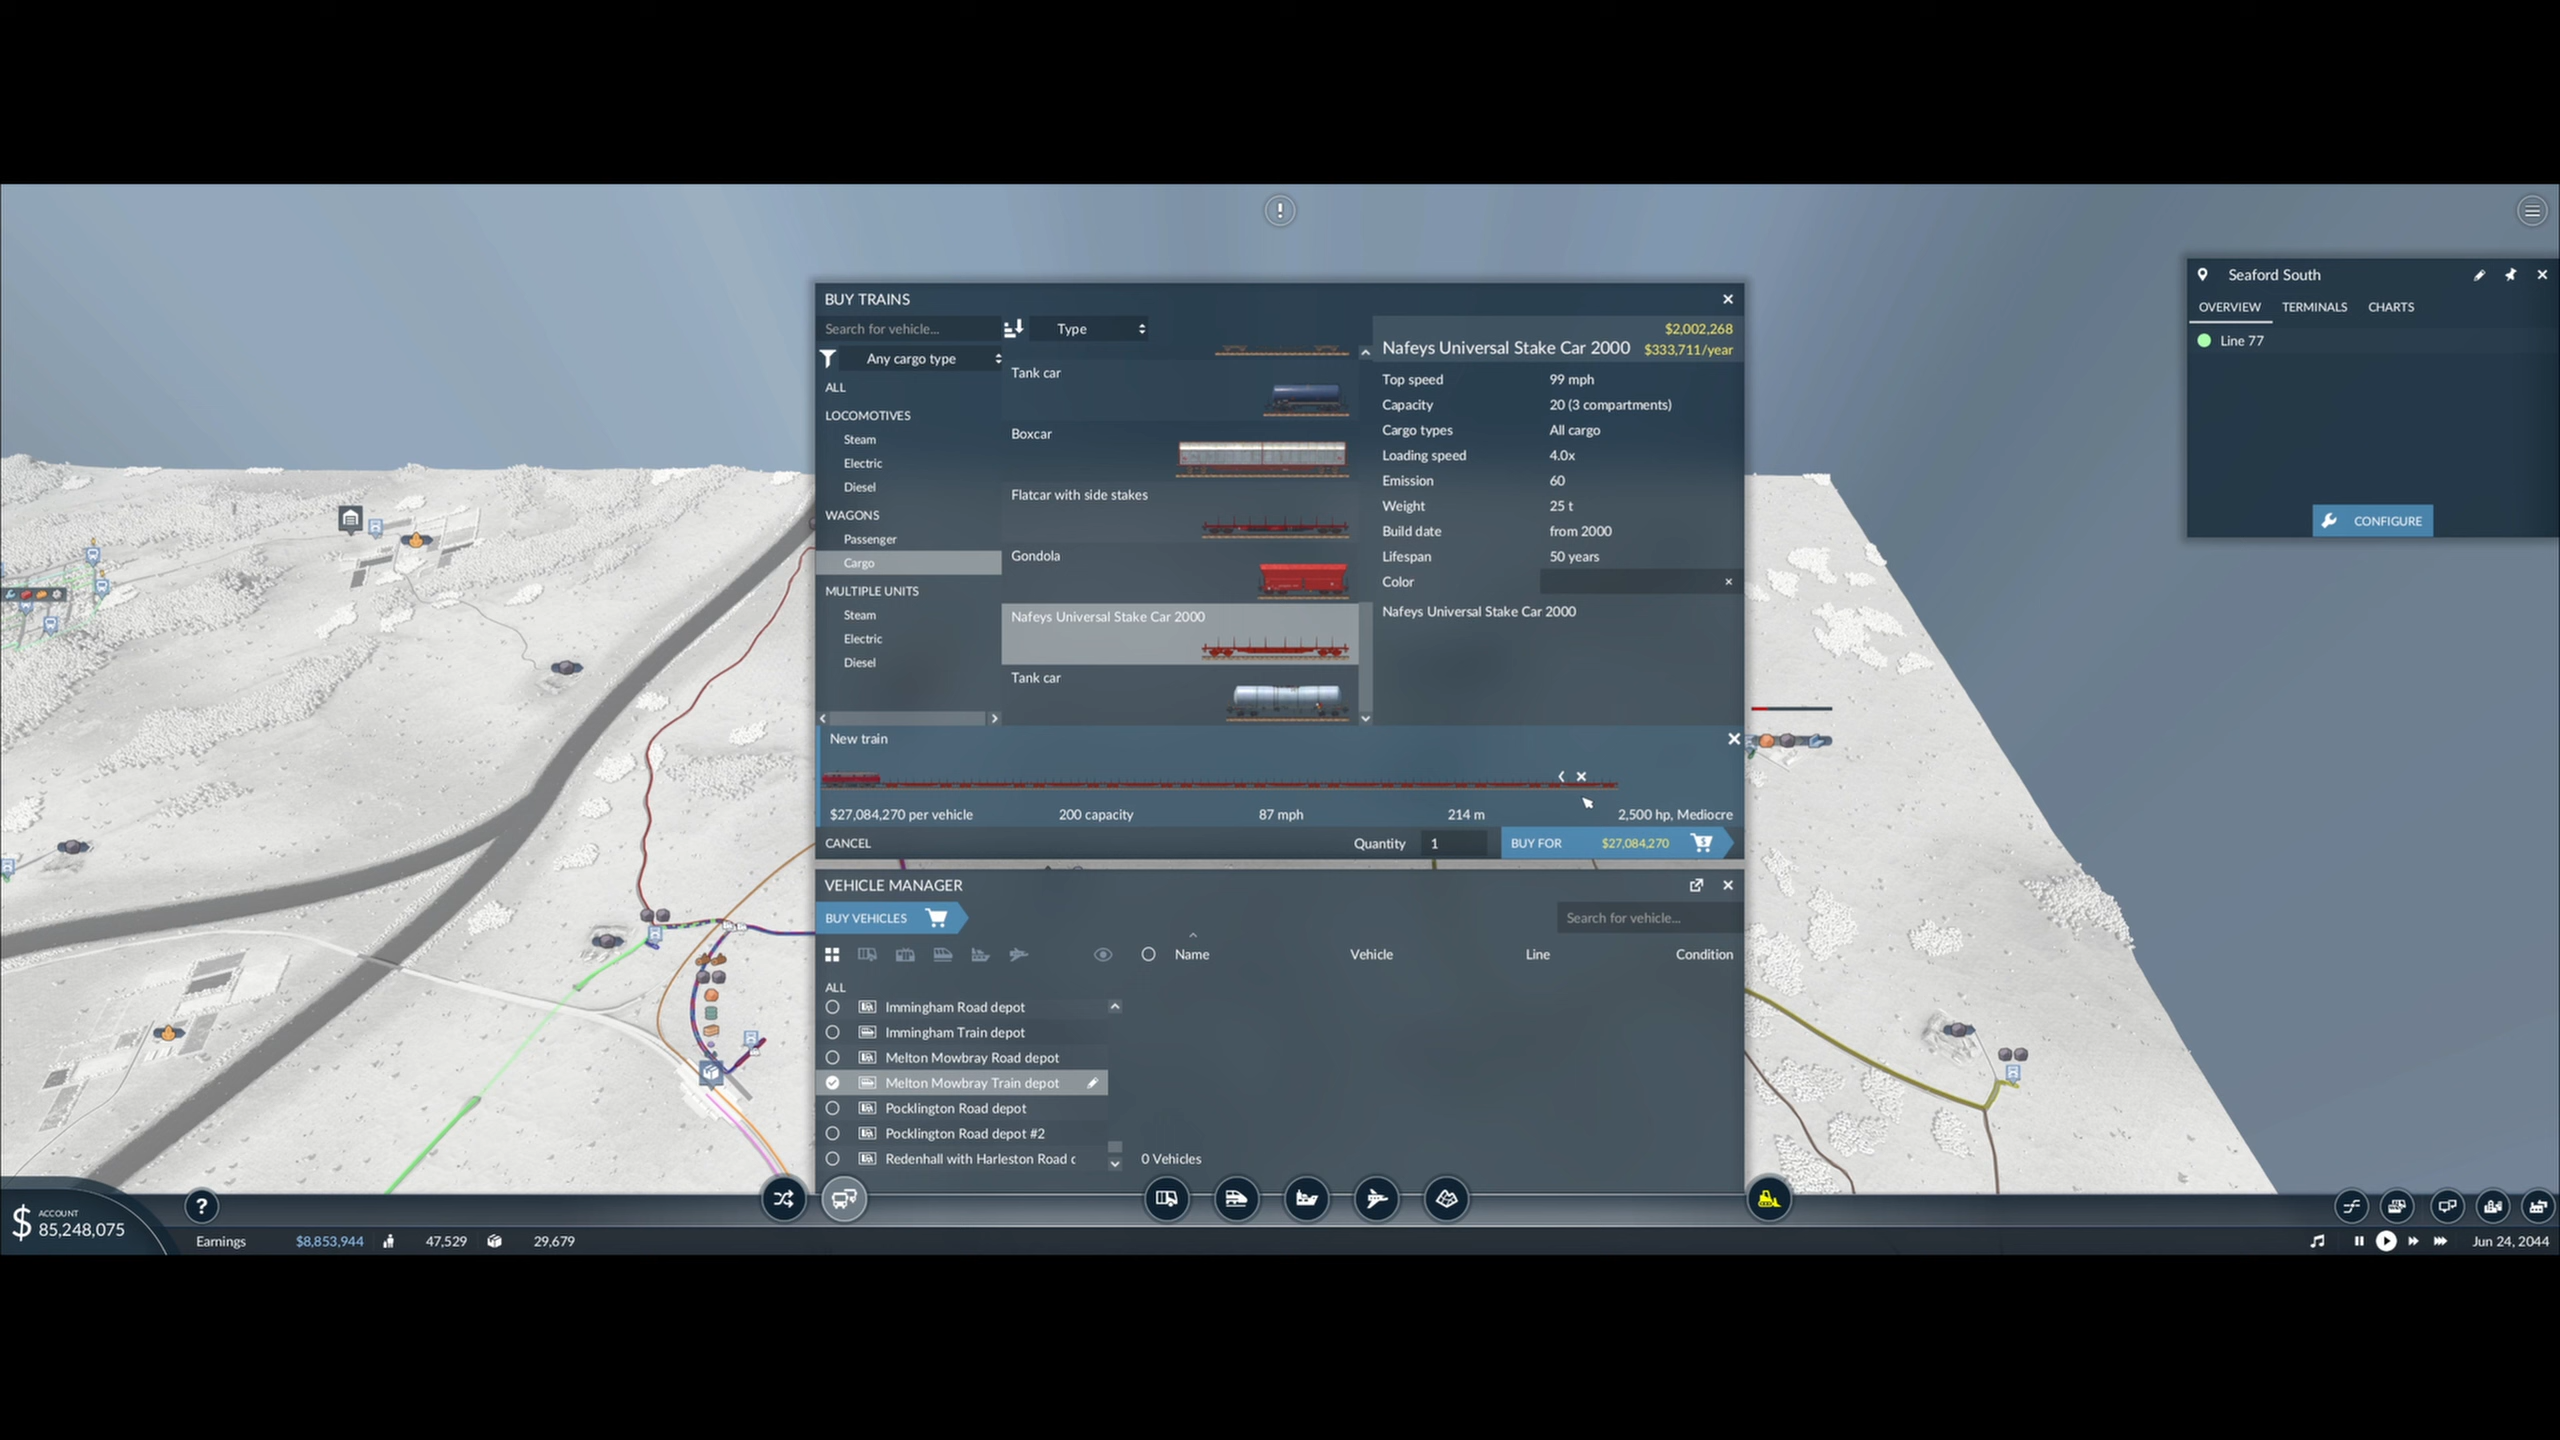 BUY TRAINS
Search for vehicle...
Type
Any cargo type
ALL
LOCOMOTIVES
Steam
Electric
Diesel
WAGONS
Passenger
Cargo
MULTIPLE UNITS
Steam
Electric
Diesel
Tank car
Boxcar
Flatcar with side stakes
Gondola
Nafeys Universal Stake Car 2000
Tank car
$2,002,268
Nafeys Universal Stake Car 2000 $333,711/year
Top speed 99 mph
Capacity 20 (3 compartments)
Cargo types All cargo
Loading speed 4.0x
Emission 60
Weight 25 t
Build date from 2000
Lifespan 50 years
Color
Nafeys Universal Stake Car 2000
New train
$27,084,270 per vehicle 200 capacity 87 mph 214 m 2,500 hp, Mediocre
CANCEL Quantity 1 BUY FOR $27,084,270
VEHICLE MANAGER
BUY VEHICLES Search for vehicle...
Name Vehicle Line Condition
ALL
Immingham Road depot
Immingham Train depot
Melton Mowbray Road depot
Melton Mowbray Train depot
Pocklington Road depot
Pocklington Road depot #2
Redenhall with Harleston Road c
0 Vehicles
Seaford South
OVERVIEW TERMINALS CHARTS
Line 77
CONFIGURE
$ ACCOUNT
85,248,075
?
Earnings $8,853,944 47,529 29,679
Jun 24, 2044